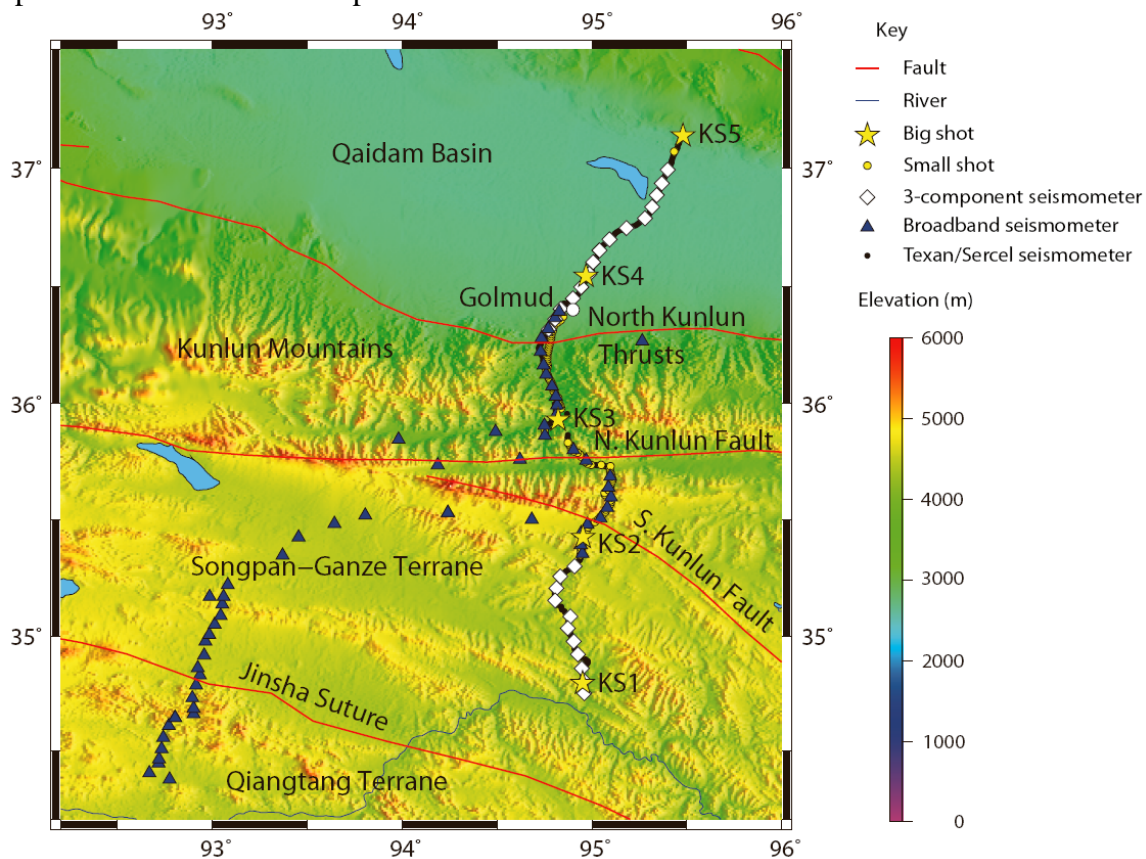 93° 94° 95° 96°
Key
Fault
River
KS5
Big shot
Qaidam Basin
Small shot
37° 37°
3-component seismometer
Broadband seismometer
Texan/Sercel seismometer
KS4
Golmud
Elevation (m)
North Kunlun
Thrusts
Kunlun Mountains
6000
36° 36°
KS3
5000
N. Kunlun Fault
4000
S. Kunlun Fault
KS2
Songpan–Ganze Terrane
3000
35° 35°
2000
KS1
Jinsha Suture
1000
Qiangtang Terrane
0
93° 94° 95° 96°